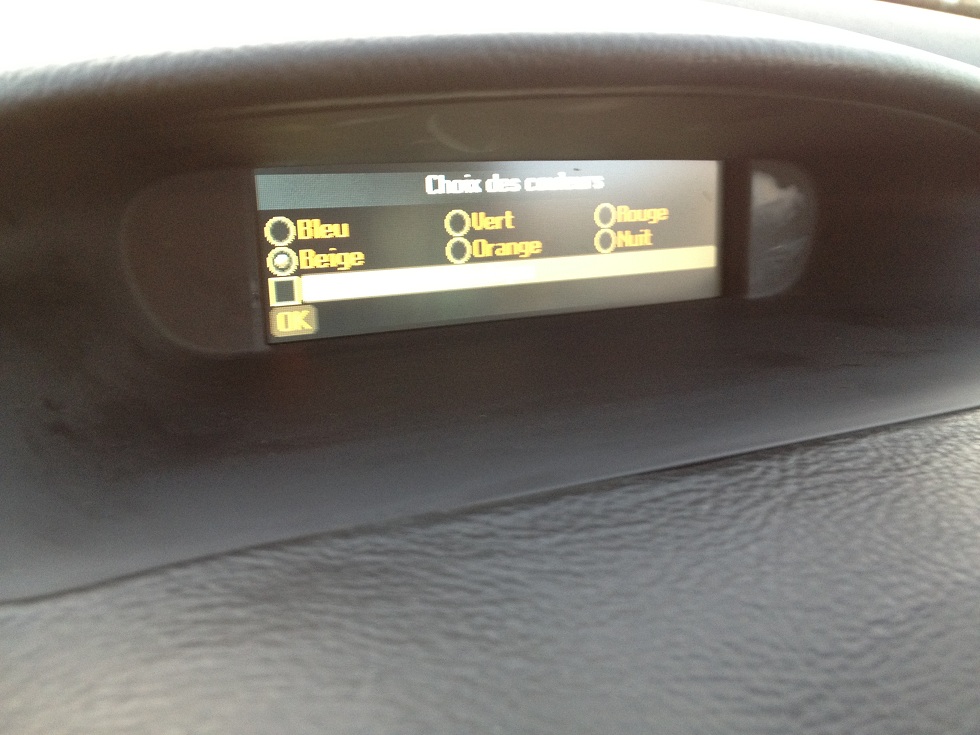 Choix des couleurs
Bleu Vert Rouge
Beige Orange Nuit
OK